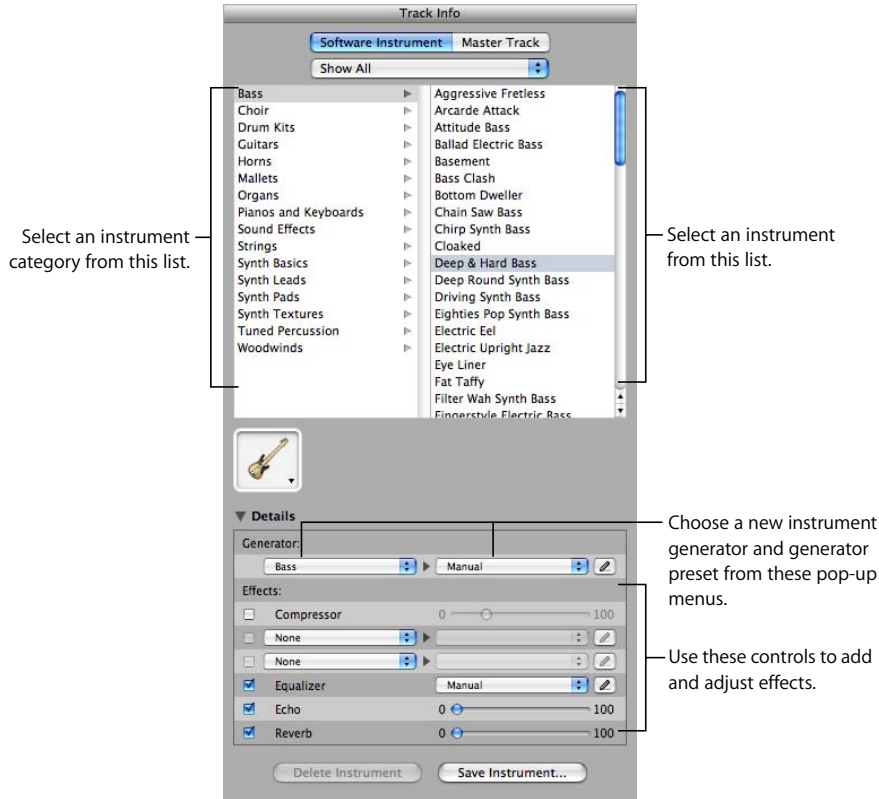 Track Info
Software Instrument
Master Track
Show All
Bass
Choir
Drum Kits
Guitars
Horns
Mallets
Organs
Pianos and Keyboards
Sound Effects
Strings
Synth Basics
Synth Leads
Synth Pads
Synth Textures
Tuned Percussion
Woodwinds
Aggressive Fretless
Arcarde Attack
Attitude Bass
Ballad Electric Bass
Basement
Bass Clash
Bottom Dweller
Chain Saw Bass
Chirp Synth Bass
Cloaked
Deep & Hard Bass
Deep Round Synth Bass
Driving Synth Bass
Eighties Pop Synth Bass
Electric Eel
Electric Upright Jazz
Eye Liner
Fat Taffy
Filter Wah Synth Bass
Fingerstyle Electric Bass
Select an instrument
category from this list.
Select an instrument
from this list.
Details
Generator:
Bass
Manual
Effects:
Compressor
0
100
None
None
Equalizer
Manual
Echo
0
100
Reverb
0
100
Delete Instrument
Save Instrument...
Choose a new instrument
generator and generator
preset from these pop-up
menus.
Use these controls to add
and adjust effects.